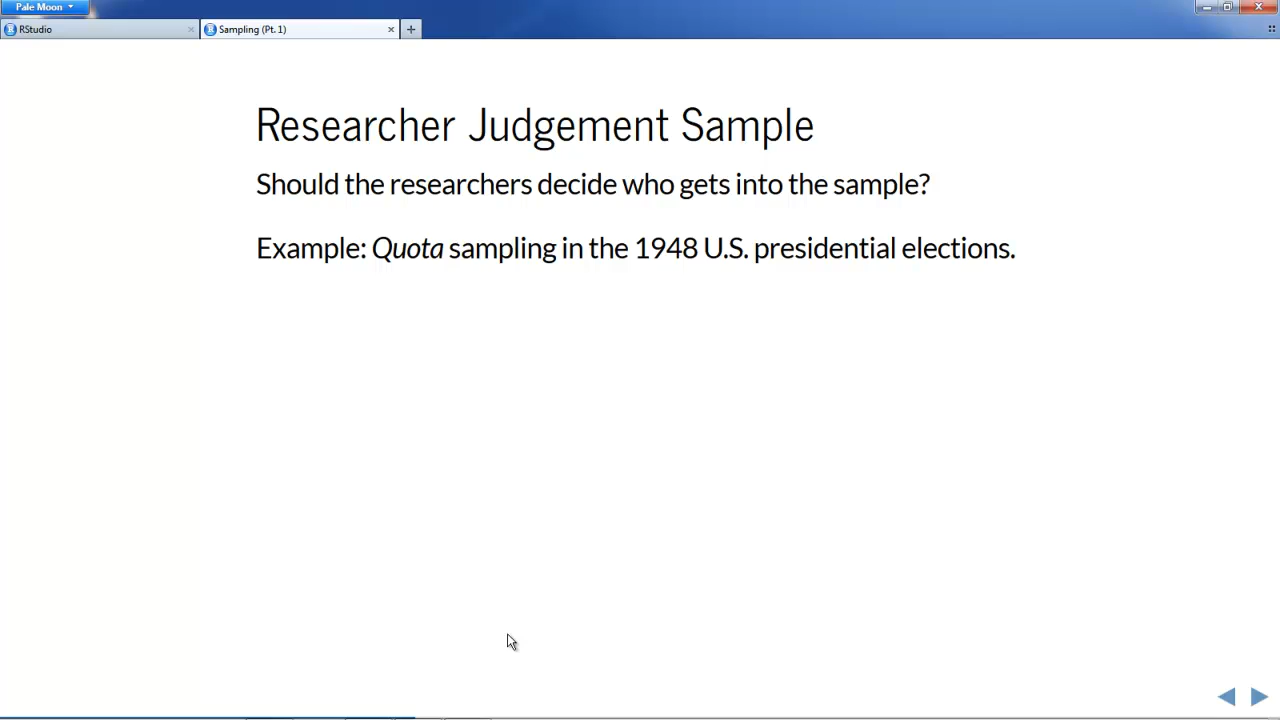 Pale Moon
RStudio
Sampling (Pt. 1)
Researcher Judgement Sample
Should the researchers decide who gets into the sample?
Example: Quota sampling in the 1948 U.S. presidential elections.